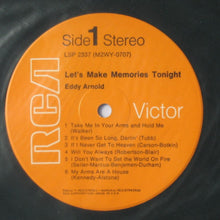 Side 1 Stereo
LSP 2337 (M2WY-0707)
Let's Make Memories Tonight
Eddy Arnold
RCA
Victor
1 Take Me In Your Arms and Hold Me
(Walker)
2 It's Been So Long, Darlin' (Tubb)
3 If I Never Get To Heaven (Carson-Botkin)
4 Will You Always (Robertson-Blair)
5 I Don't Want To Set the World On Fire
(Seiler-Marcus-Benjemen-Durham)
6 My Arms Are A House
(Kennedy-Alstone)